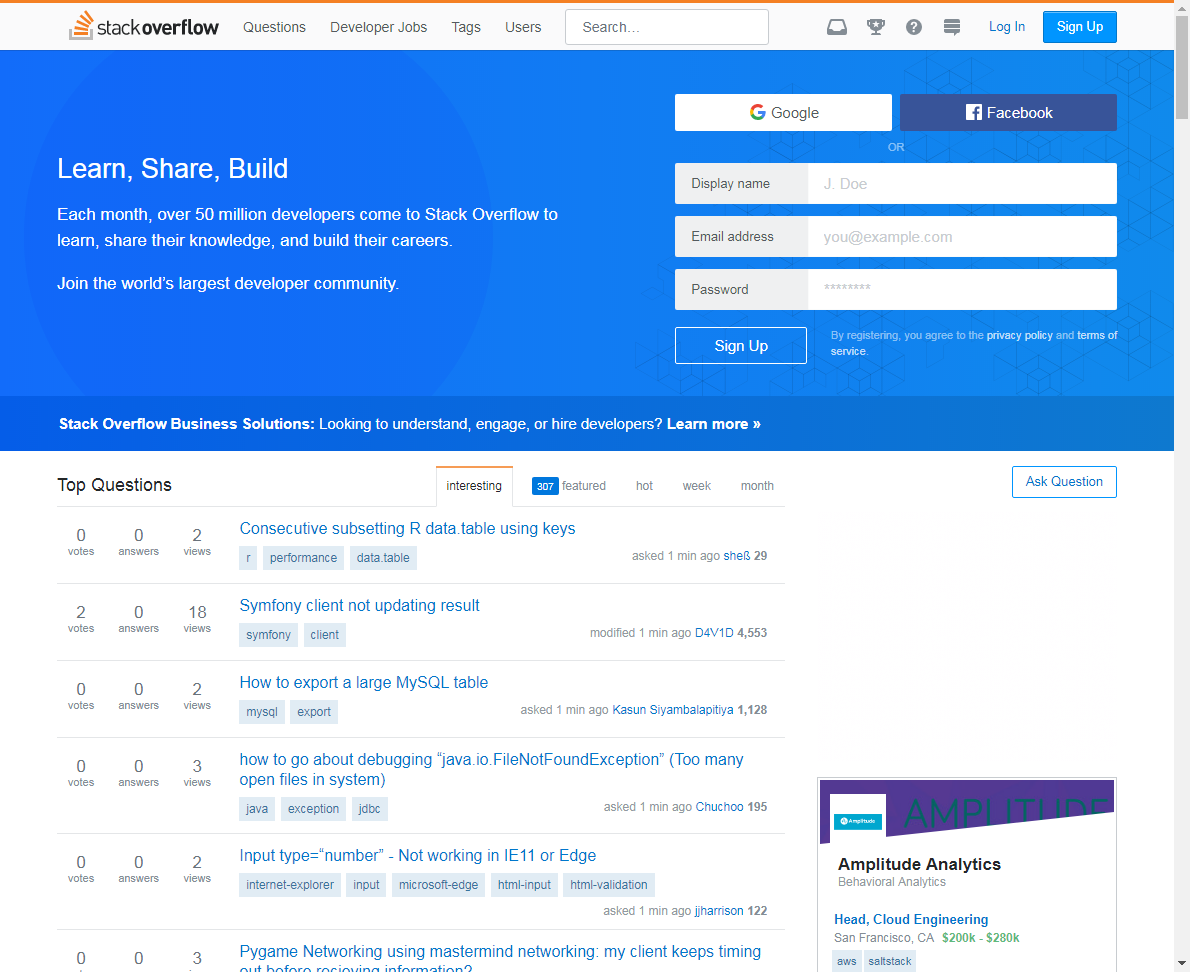 stackoverflow Questions Developer Jobs Tags Users Search... Log In Sign Up
Google Facebook
OR
Learn, Share, Build
Each month, over 50 million developers come to Stack Overflow to
learn, share their knowledge, and build their careers.
Join the world’s largest developer community.
Display name J. Doe
Email address you@example.com
Password ********
Sign Up
By registering, you agree to the privacy policy and terms of
service.
Stack Overflow Business Solutions: Looking to understand, engage, or hire developers? Learn more »
Top Questions interesting 307 featured hot week month Ask Question
0 votes 0 answers 2 views
Consecutive subsetting R data.table using keys
r performance data.table
asked 1 min ago sheß 29
2 votes 0 answers 18 views
Symfony client not updating result
symfony client
modified 1 min ago D4V1D 4,553
0 votes 0 answers 2 views
How to export a large MySQL table
mysql export
asked 1 min ago Kasun Siyambalapitiya 1,128
0 votes 0 answers 3 views
how to go about debugging “java.io.FileNotFoundException” (Too many
open files in system)
java exception jdbc
asked 1 min ago Chuchoo 195
0 votes 0 answers 2 views
Input type=“number” - Not working in IE11 or Edge
internet-explorer input microsoft-edge html-input html-validation
asked 1 min ago jjharrison 122
0 0 3
Pygame Networking using mastermind networking: my client keeps timing
out before recieving information?
AMPLITUDE
Amplitude
Amplitude Analytics
Behavioral Analytics
Head, Cloud Engineering
San Francisco, CA $200k - $280k
aws saltstack